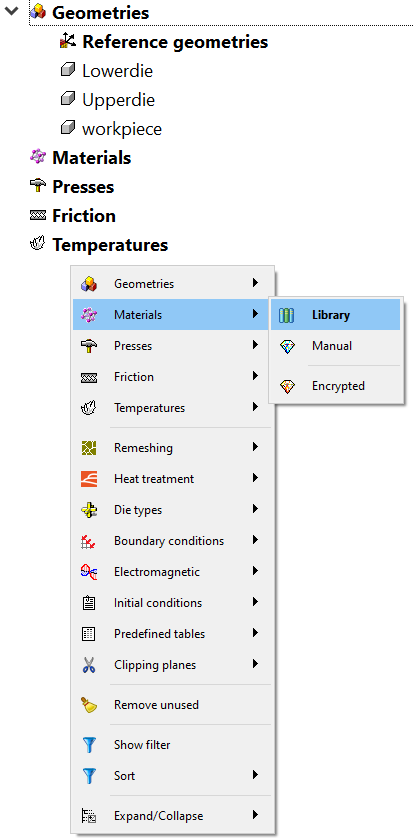 Geometries
Reference geometries
Lowerdie
Upperdie
workpiece
Materials
Presses
Friction
Temperatures
Geometries
Materials
Library
Presses
Manual
Friction
Encrypted
Temperatures
Remeshing
Heat treatment
Die types
Boundary conditions
Electromagnetic
Initial conditions
Predefined tables
Clipping planes
Remove unused
Show filter
Sort
Expand/Collapse